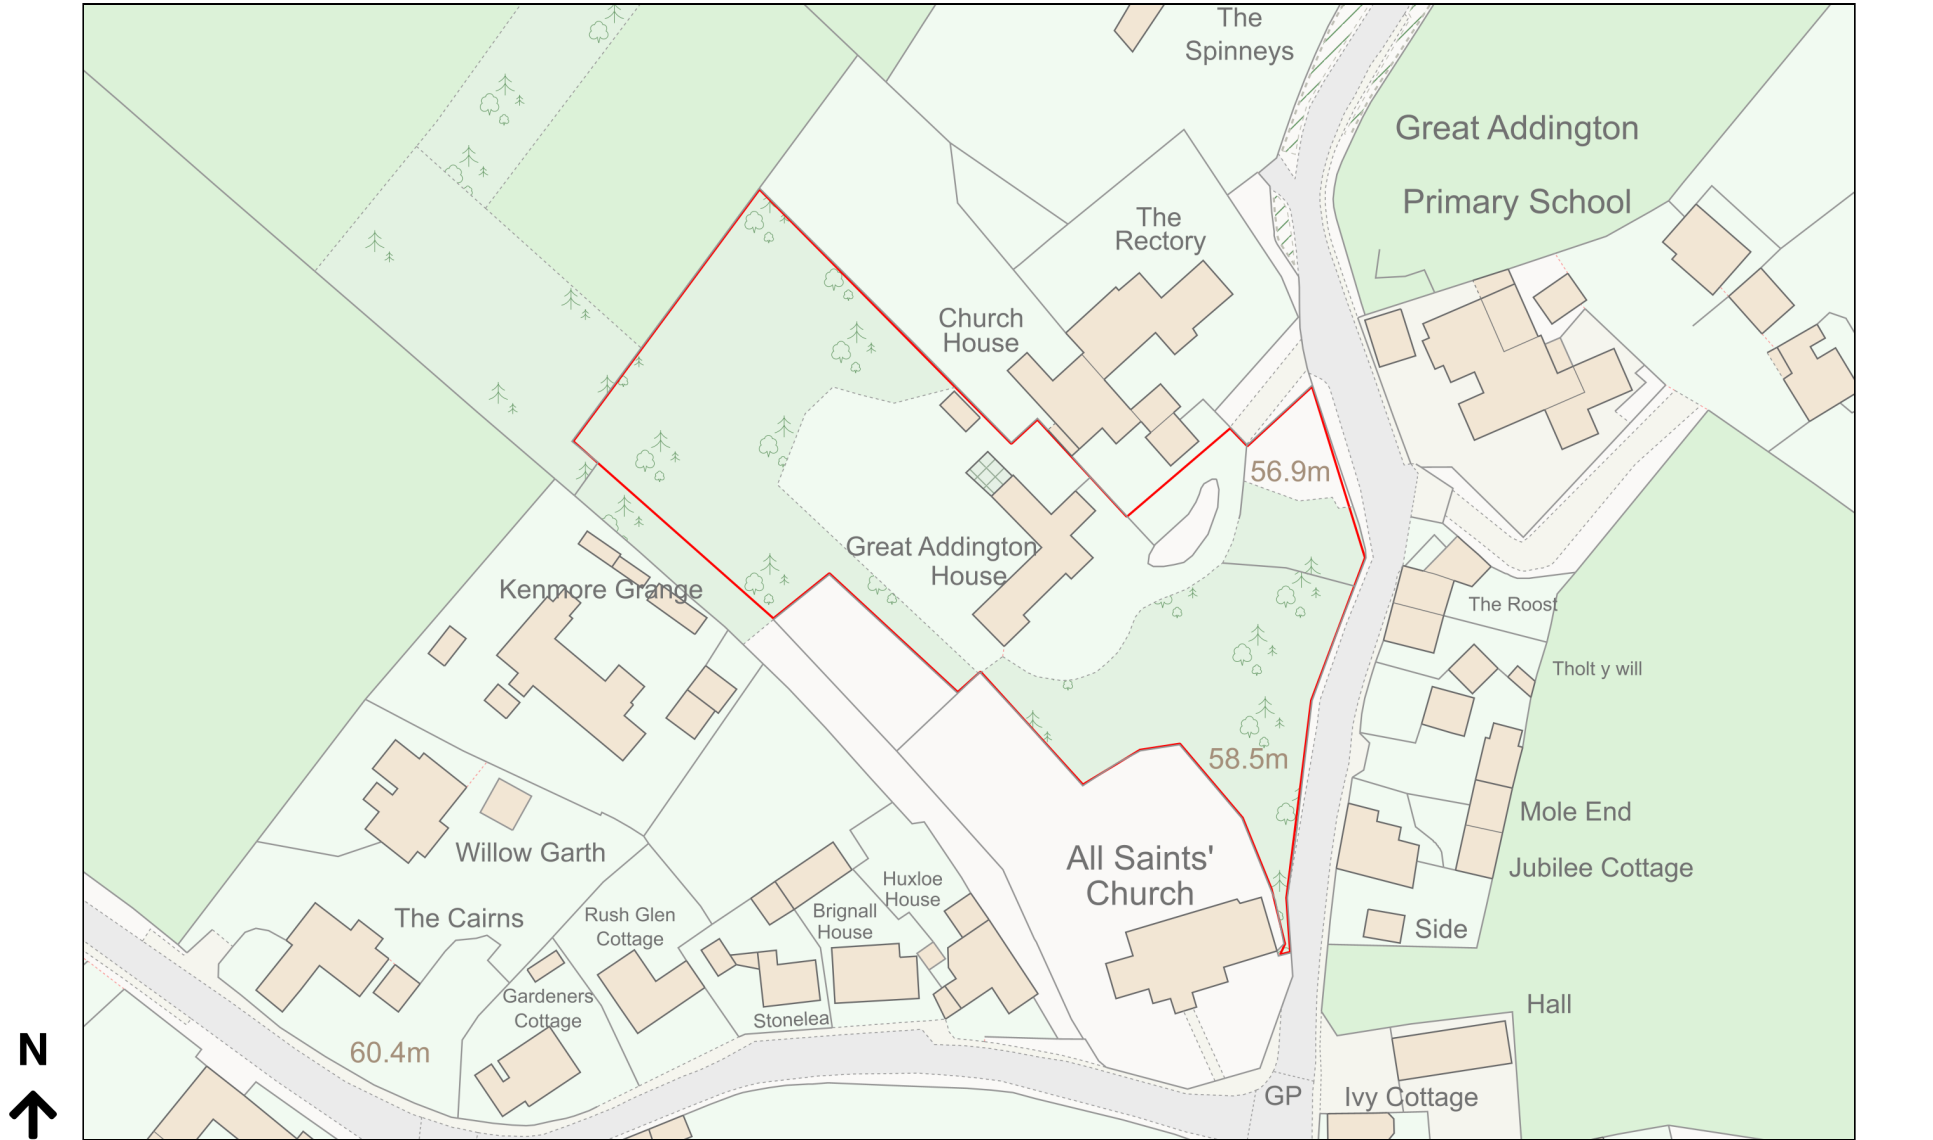 The
Spinneys
Great Addington
Primary School
The
Rectory
Church
House
56.9m
Great Addington
House
Kenmore Grange
The Roost
Tholt y will
58.5m
Mole End
Willow Garth
All Saints'
Church
Jubilee Cottage
Huxloe
House
The Cairns
Rush Glen
Cottage
Brignall
House
Side
Gardeners
Cottage
Stonelea
Hall
60.4m
GP
Ivy Cottage
N